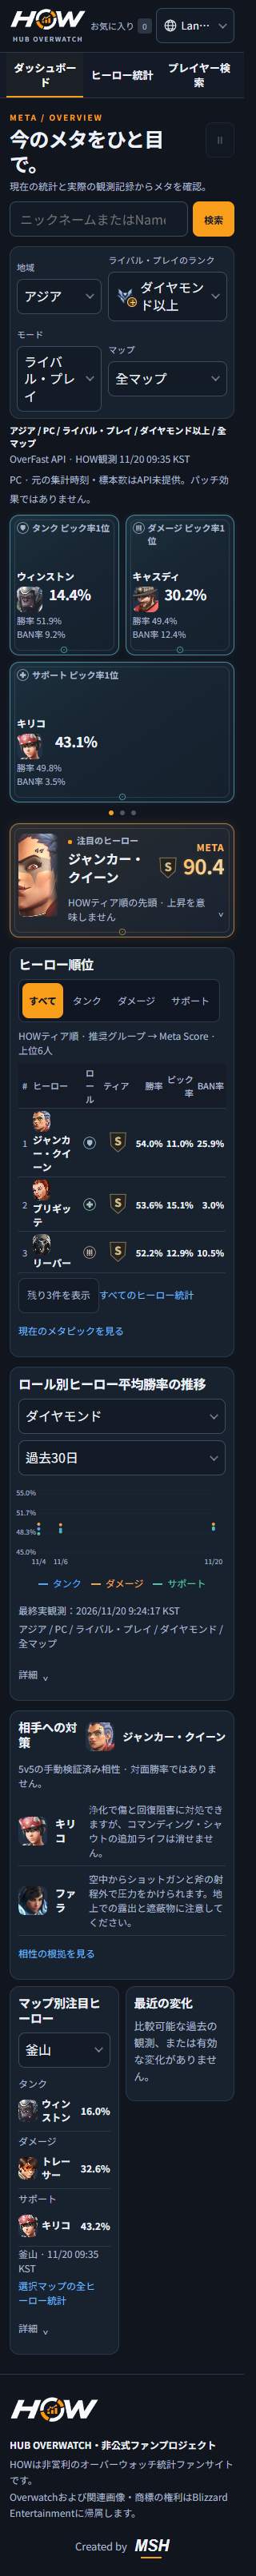 HOW
HUB OVERWATCH
お気に入り 0
Lan⋯
ダッシュボー
ド
ヒーロー統計
プレイヤー検
索
META / OVERVIEW
今のメタをひと目
で。
現在の統計と実際の観測記録からメタを確認。
ニックネームまたはName
検索
地域
アジア
ライバル・プレイのランク
ダイヤモン
ド以上
モード
ライバ
ル・プレ
イ
マップ
全マップ
アジア / PC / ライバル・プレイ / ダイヤモンド以上 / 全
マップ
OverFast API · HOW観測 11/20 09:35 KST
PC · 元の集計時刻・標本数はAPI未提供。パッチ効
果ではありません。
タンク ピック率1位
ウィンストン
14.4%
勝率 51.9%
BAN率 9.2%
ダメージ ピック率1
位
キャスディ
30.2%
勝率 49.4%
BAN率 12.4%
サポート ピック率1位
キリコ
43.1%
勝率 49.8%
BAN率 3.5%
注目のヒーロー
ジャンカー・
クイーン
META
S 90.4
HOWティア順の先頭・上昇を意
味しません
ヒーロー順位
すべて タンク ダメージ サポート
HOWティア順・推奨グループ → Meta Score ·
上位6人
# ヒーロー ロール ティア 勝率 ピック率 BAN率
1 ジャンカー・クイーン S 54.0% 11.0% 25.9%
2 ブリギッテ S 53.6% 15.1% 3.0%
3 リーパー S 52.2% 12.9% 10.5%
残り3件を表示 すべてのヒーロー統計
現在のメタピックを見る
ロール別ヒーロー平均勝率の推移
ダイヤモンド
過去30日
55.0%
51.7%
48.3%
45.0%
11/4 11/6 11/20
タンク ダメージ サポート
最終実観測：2026/11/20 9:24:17 KST
アジア / PC / ライバル・プレイ / ダイヤモンド /
全マップ
詳細
相手への対
策
ジャンカー・クイーン
5v5の手動検証済み相性・対面勝率ではありま
せん。
キリ
コ
浄化で傷と回復阻害に対処でき
ますが、コマンディング・シャ
ウトの追加ライフは消せませ
ん。
ファ
ラ
空中からショットガンと斧の射
程外で圧力をかけられます。地
上での露出と遮蔽物に注意して
ください。
相性の根拠を見る
マップ別注目ヒ
ーロー
釜山
タンク
ウィン
ストン
16.0%
ダメージ
トレー
サー
32.6%
サポート
キリコ 43.2%
釜山 · 11/20 09:35
KST
選択マップの全ヒ
ーロー統計
詳細
最近の変化
比較可能な過去の
観測、または有効
な変化がありませ
ん。
HOW
HUB OVERWATCH・非公式ファンプロジェクト
HOWは非営利のオーバーウォッチ統計ファンサイト
です。
Overwatchおよび関連画像・商標の権利はBlizzard
Entertainmentに帰属します。
Created by MSH